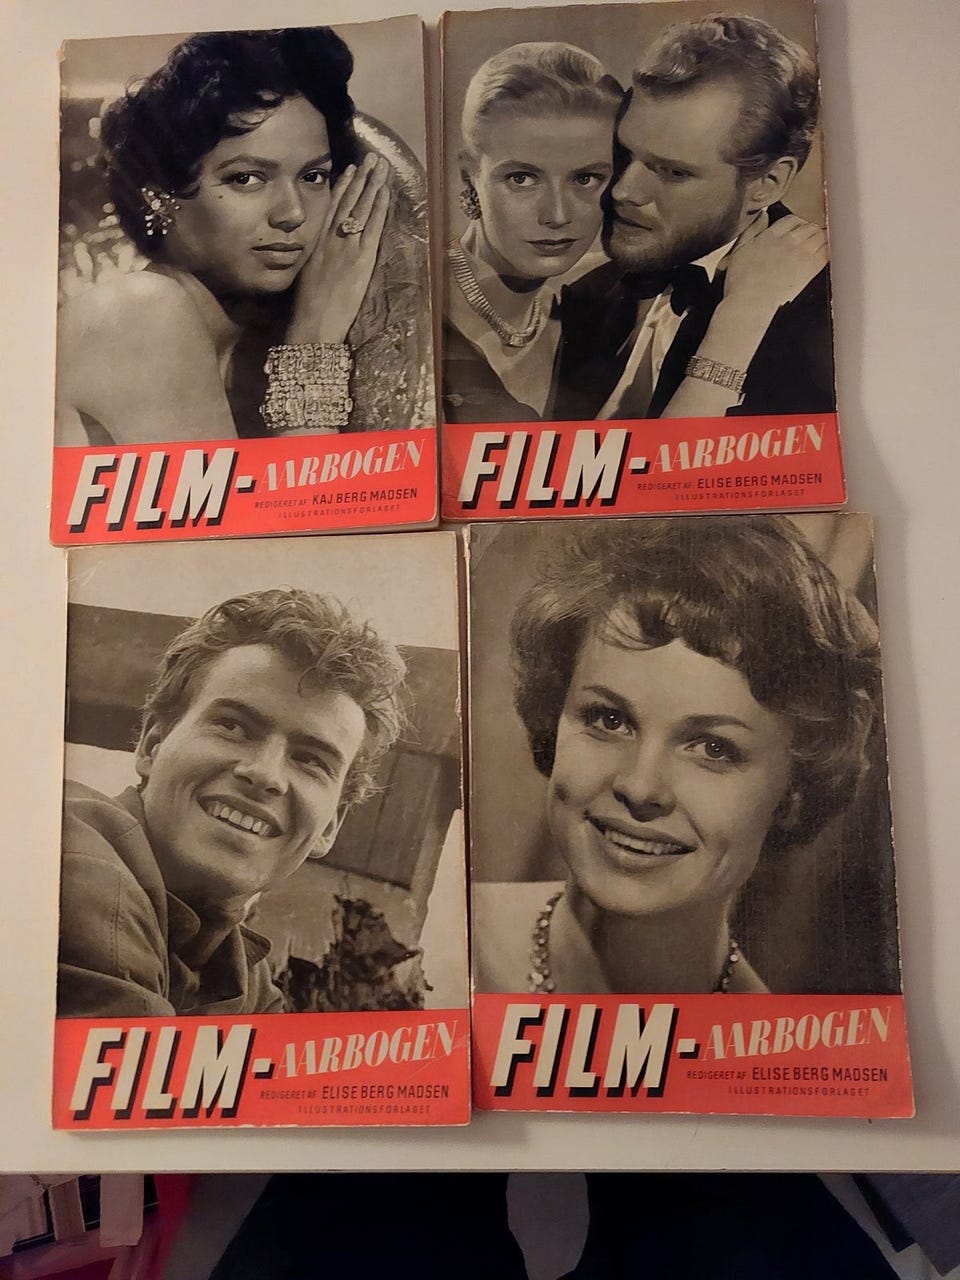 FILM-AARBOGEN
REDIGERET AF KAJ BERG MADSEN
ILLUSTRATIONSFORLAGET
FILM-AARBOGEN
REDIGERET AF ELISE BERG MADSEN
ILLUSTRATIONSFORLAGET
FILM-AARBOGEN
REDIGERET AF ELISE BERG MADSEN
ILLUSTRATIONSFORLAGET
FILM-AARBOGEN
REDIGERET AF ELISE BERG MADSEN
ILLUSTRATIONSFORLAGET